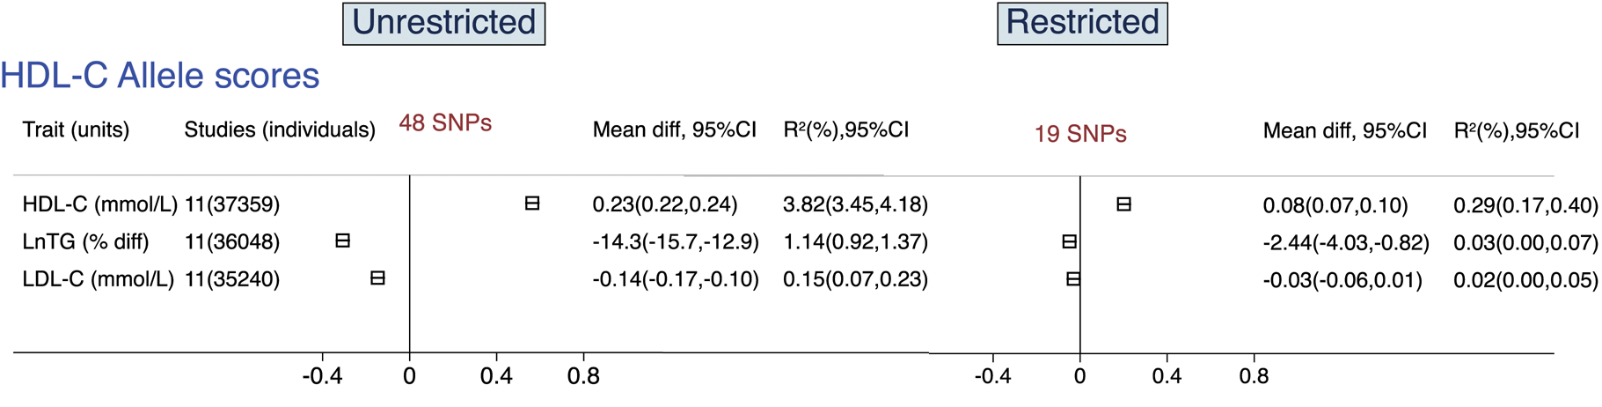 Unrestricted Restricted
HDL-C Allele scores
Trait (units) Studies (individuals) 48 SNPs Mean diff, 95%CI R²(%),95%CI 19 SNPs Mean diff, 95%CI R²(%),95%CI
HDL-C (mmol/L) 11(37359) 0.23(0.22,0.24) 3.82(3.45,4.18) 0.08(0.07,0.10) 0.29(0.17,0.40)
LnTG (% diff) 11(36048) -14.3(-15.7,-12.9) 1.14(0.92,1.37) -2.44(-4.03,-0.82) 0.03(0.00,0.07)
LDL-C (mmol/L) 11(35240) -0.14(-0.17,-0.10) 0.15(0.07,0.23) -0.03(-0.06,0.01) 0.02(0.00,0.05)
-0.4 0 0.4 0.8 -0.4 0 0.4 0.8